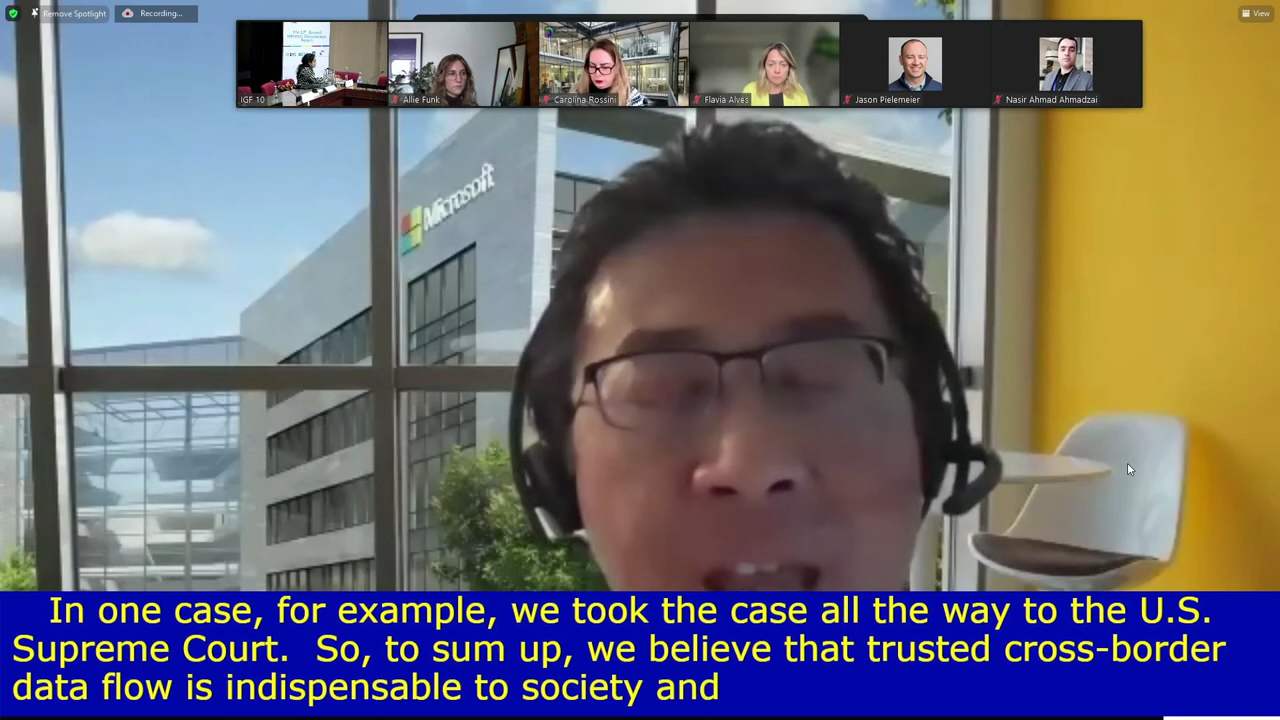 Remove Spotlight
Recording...
View
IGF 10
Allie Funk
Carolina Rossini
Flavia Alves
Jason Pielemeier
Nasir Ahmad Ahmadzai
Microsoft
In one case, for example, we took the case all the way to the U.S.
Supreme Court. So, to sum up, we believe that trusted cross-border
data flow is indispensable to society and